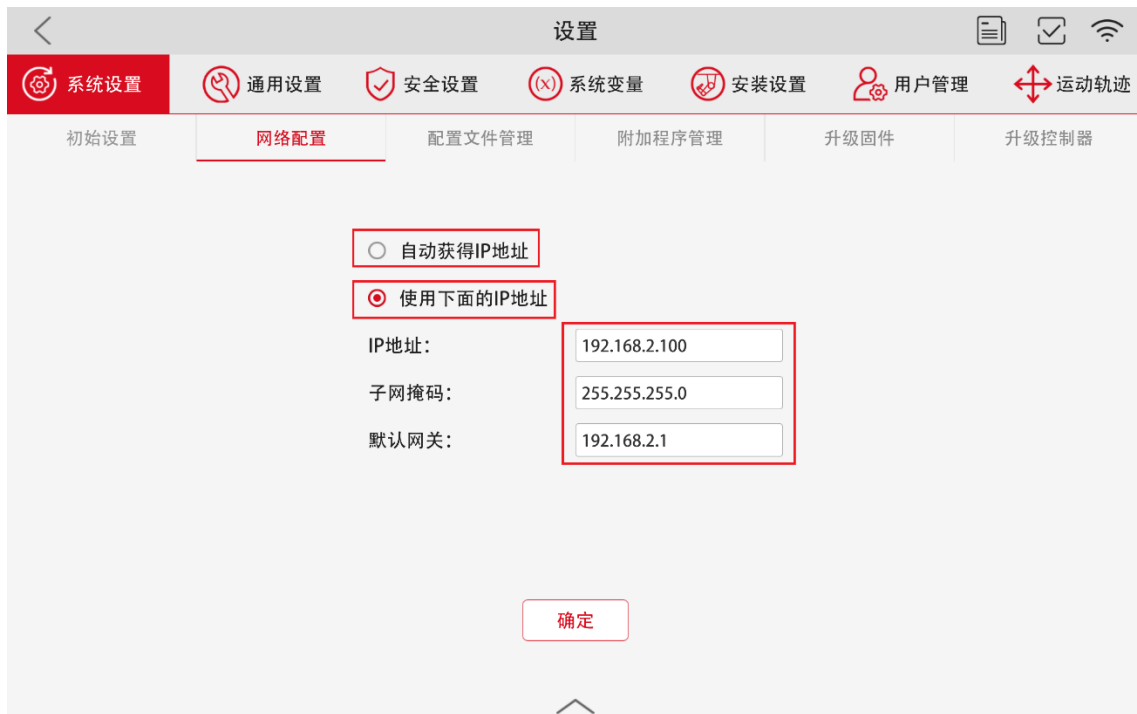 设置
系统设置 通用设置 安全设置 (x) 系统变量 安装设置 用户管理 运动轨迹
初始设置 网络配置 配置文件管理 附加程序管理 升级固件 升级控制器
自动获得IP地址
使用下面的IP地址
IP地址： 192.168.2.100
子网掩码： 255.255.255.0
默认网关： 192.168.2.1
确定